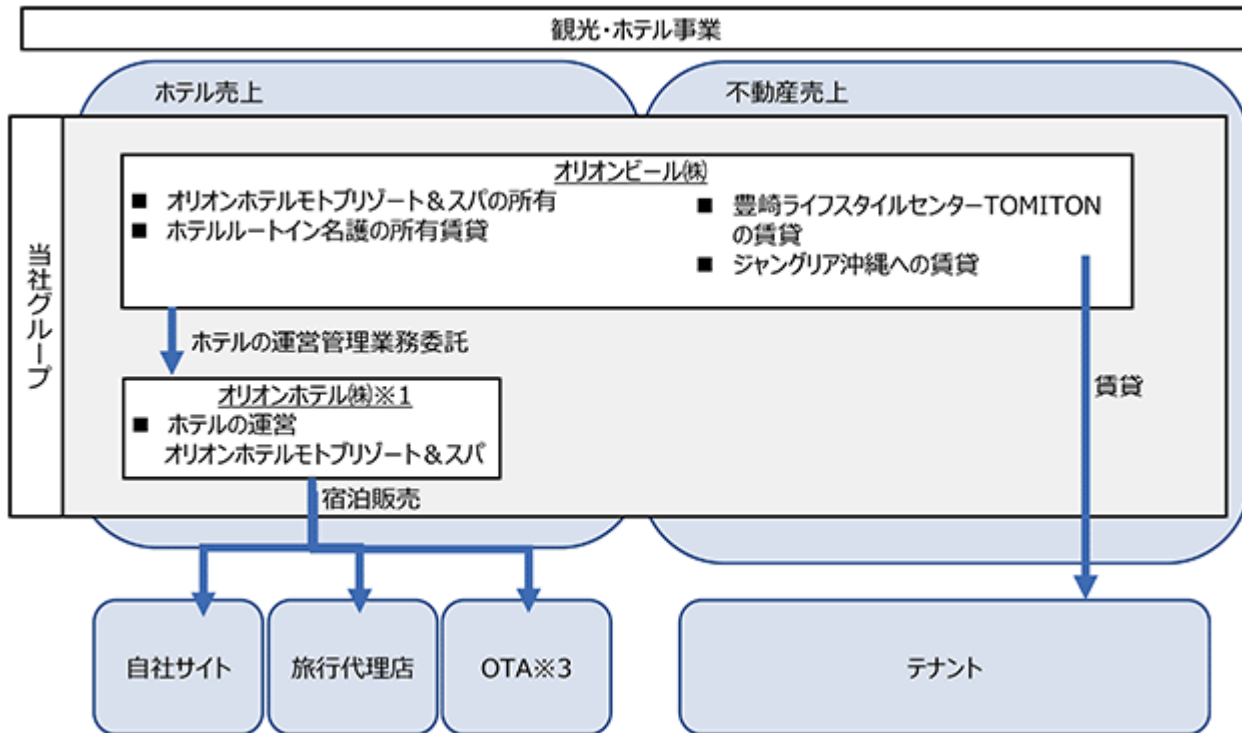 観光・ホテル事業
ホテル売上
不動産売上
当社グループ
オリオンビール㈱
■ オリオンホテルモトブリゾート＆スパの所有
■ ホテルルートイン名護の所有賃貸
■ 豊崎ライフスタイルセンターTOMITON
の賃貸
■ ジャングリア沖縄への賃貸
ホテルの運営管理業務委託
オリオンホテル㈱※1
■ ホテルの運営
オリオンホテルモトブリゾート＆スパ
賃貸
宿泊販売
自社サイト
旅行代理店
OTA※3
テナント